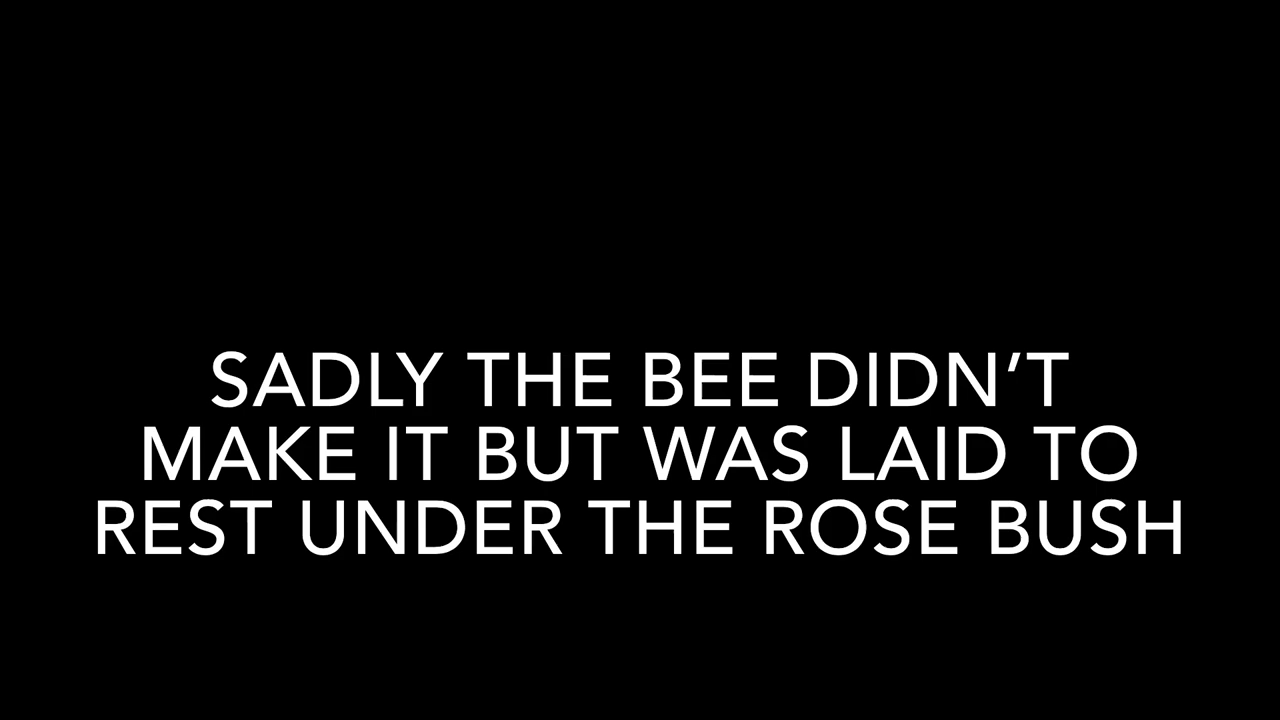 SADLY THE BEE DIDN’T
MAKE IT BUT WAS LAID TO
REST UNDER THE ROSE BUSH